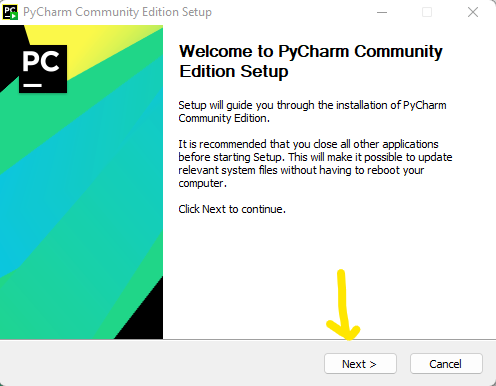 PyCharm Community Edition Setup
PC
Welcome to PyCharm Community
Edition Setup
Setup will guide you through the installation of PyCharm
Community Edition.
It is recommended that you close all other applications
before starting Setup. This will make it possible to update
relevant system files without having to reboot your
computer.
Click Next to continue.
Next >
Cancel